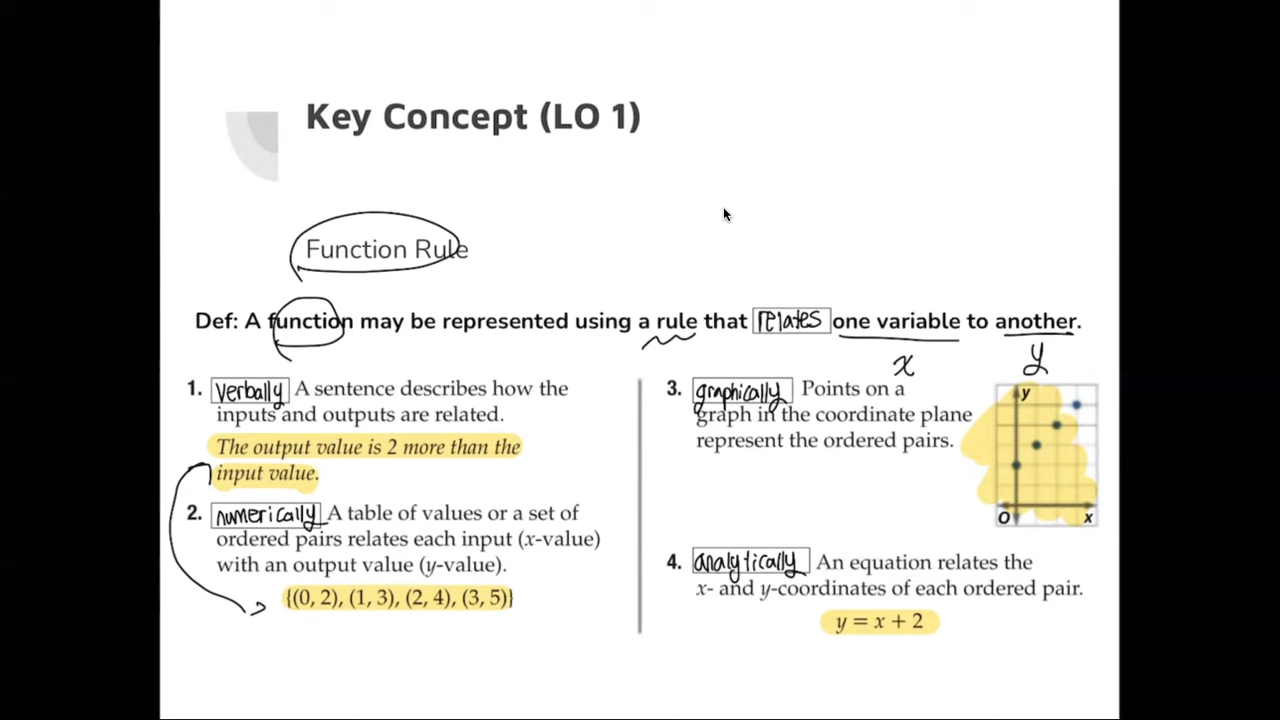 Key Concept (LO 1)
Function Rule
Def: A function may be represented using a rule that relates one variable to another.
x y
1. verbally A sentence describes how the
inputs and outputs are related.
The output value is 2 more than the
input value.
2. numerically A table of values or a set of
ordered pairs relates each input (x-value)
with an output value (y-value).
{(0, 2), (1, 3), (2, 4), (3, 5)}
3. graphically Points on a
graph in the coordinate plane
represent the ordered pairs.
y
O x
4. analytically An equation relates the
x- and y-coordinates of each ordered pair.
y = x + 2